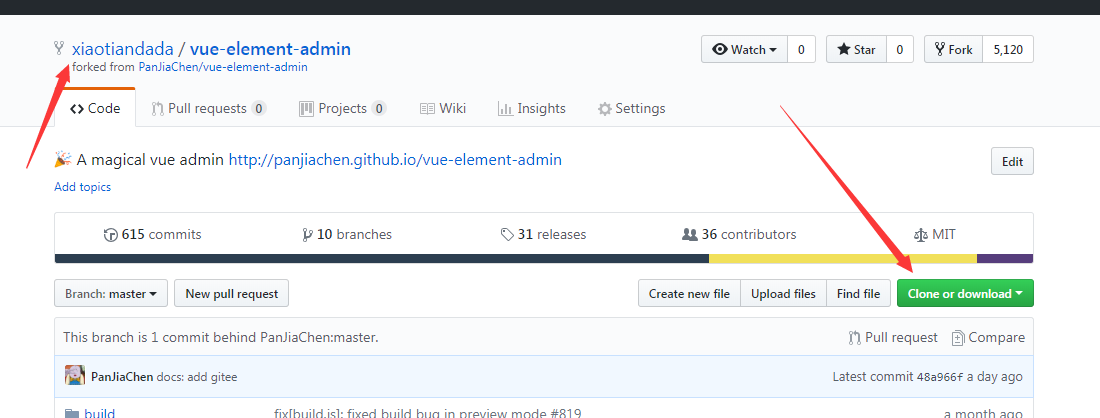 xiaotiandada / vue-element-admin
Watch 0 Star 0 Fork 5,120
forked from PanJiaChen/vue-element-admin
Code Pull requests 0 Projects 0 Wiki Insights Settings
A magical vue admin http://panjiachen.github.io/vue-element-admin Edit
Add topics
615 commits 10 branches 31 releases 36 contributors MIT
Branch: master New pull request Create new file Upload files Find file Clone or download
This branch is 1 commit behind PanJiaChen:master. Pull request Compare
PanJiaChen docs: add gitee Latest commit 48a966f a day ago
build fix[build.js]: fixed build bug in preview mode #819 a month ago